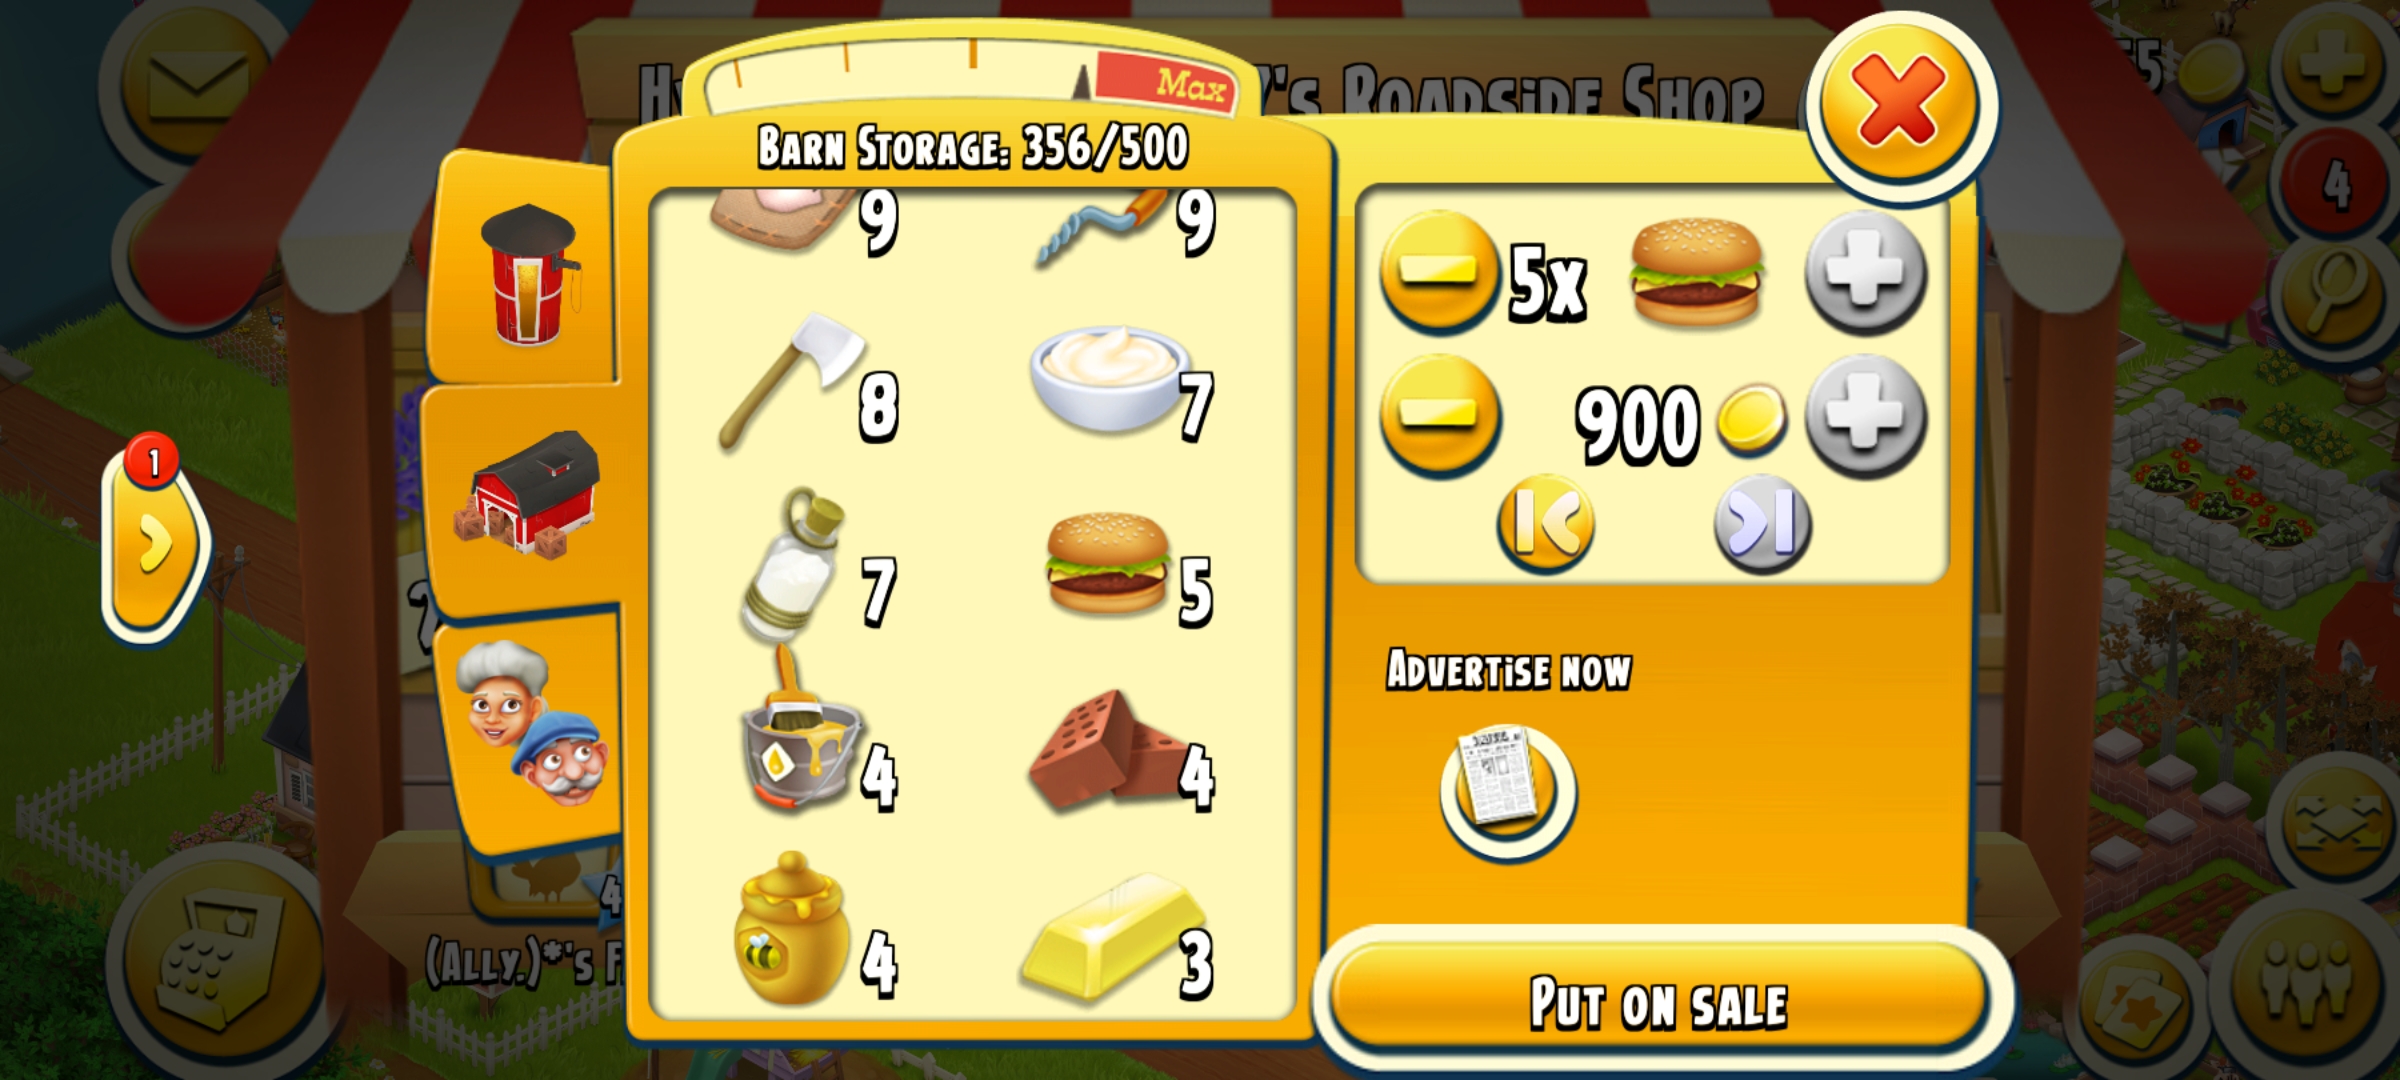 Max
's Roadside Shop
Barn Storage: 356/500
4
9
9
5x
8
7
900
1
7
5
Advertise now
4
4
4
3
(Ally.)*'s
Put on sale